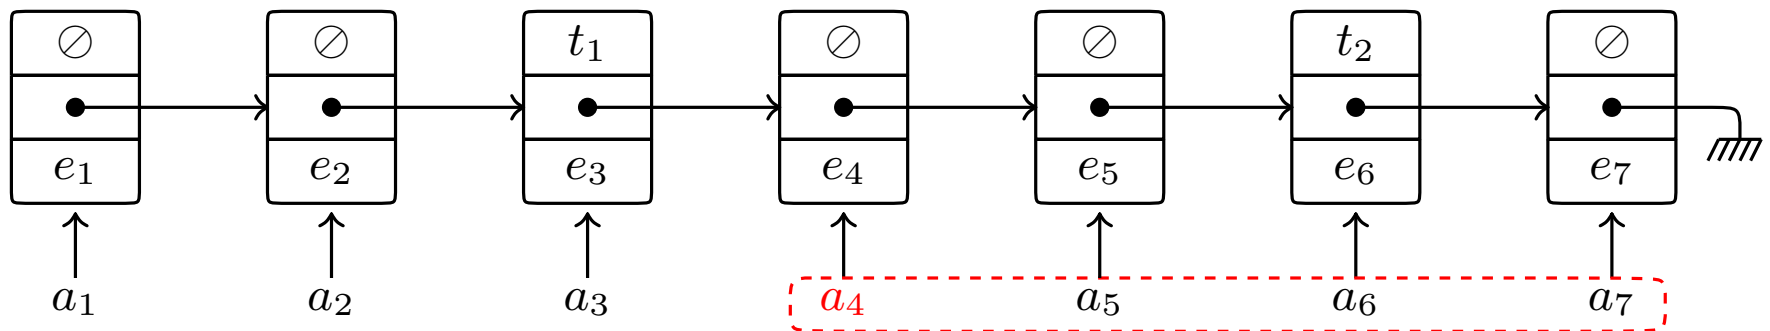 ∅ ∅ t₁ ∅ ∅ t₂ ∅
e₁ e₂ e₃ e₄ e₅ e₆ e₇
a₁ a₂ a₃ a₄ a₅ a₆ a₇